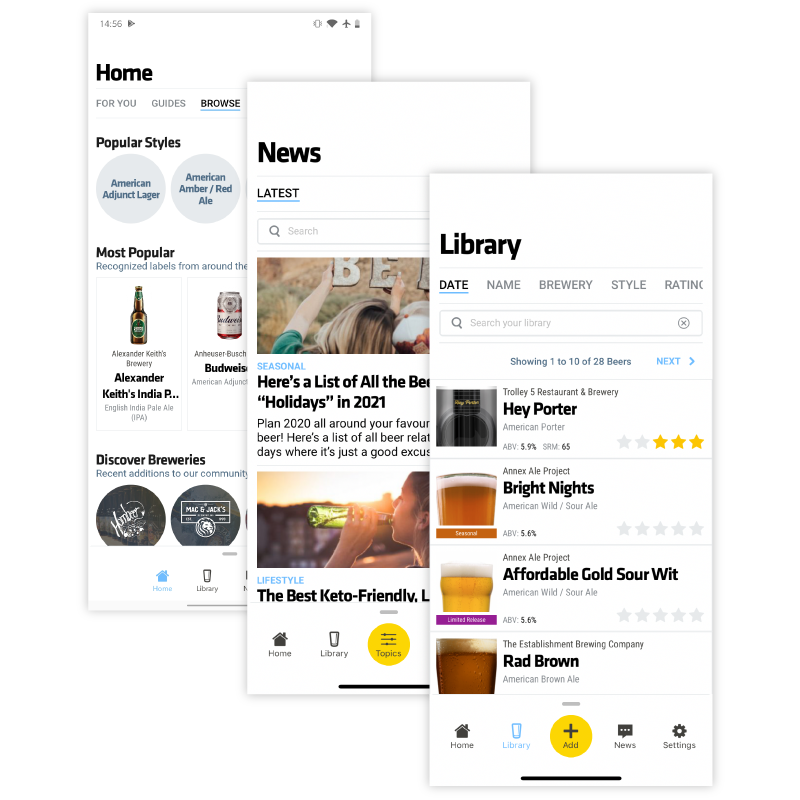 14:56
Home
FOR YOU GUIDES BROWSE
Popular Styles
American
Adjunct Lager
American
Amber / Red
Ale
Most Popular
Recognized labels from around the
Alexander Keith's
Brewery
Alexander
Keith's India P...
English India Pale Ale
(IPA)
Anheuser-Busch
Budweis
American Adjunct
Discover Breweries
Recent additions to our community
MAC & JACK'S
Home
Library
News
LATEST
Search
SEASONAL
Here's a List of All the Bee
“Holidays” in 2021
Plan 2020 all around your favour
beer! Here's a list of all beer relat
days where it's just a good excus
LIFESTYLE
The Best Keto-Friendly, L
Home
Library
Topics
Library
DATE NAME BREWERY STYLE RATING
Search your library
Showing 1 to 10 of 28 Beers NEXT
Hey Porter
Trolley 5 Restaurant & Brewery
Hey Porter
American Porter
ABV: 5.9% SRM: 65
Annex Ale Project
Bright Nights
American Wild / Sour Ale
Seasonal
ABV: 5.6%
Annex Ale Project
Affordable Gold Sour Wit
American Wild / Sour Ale
Limited Release
ABV: 5.6%
The Establishment Brewing Company
Rad Brown
American Brown Ale
Home
Library
Add
News
Settings